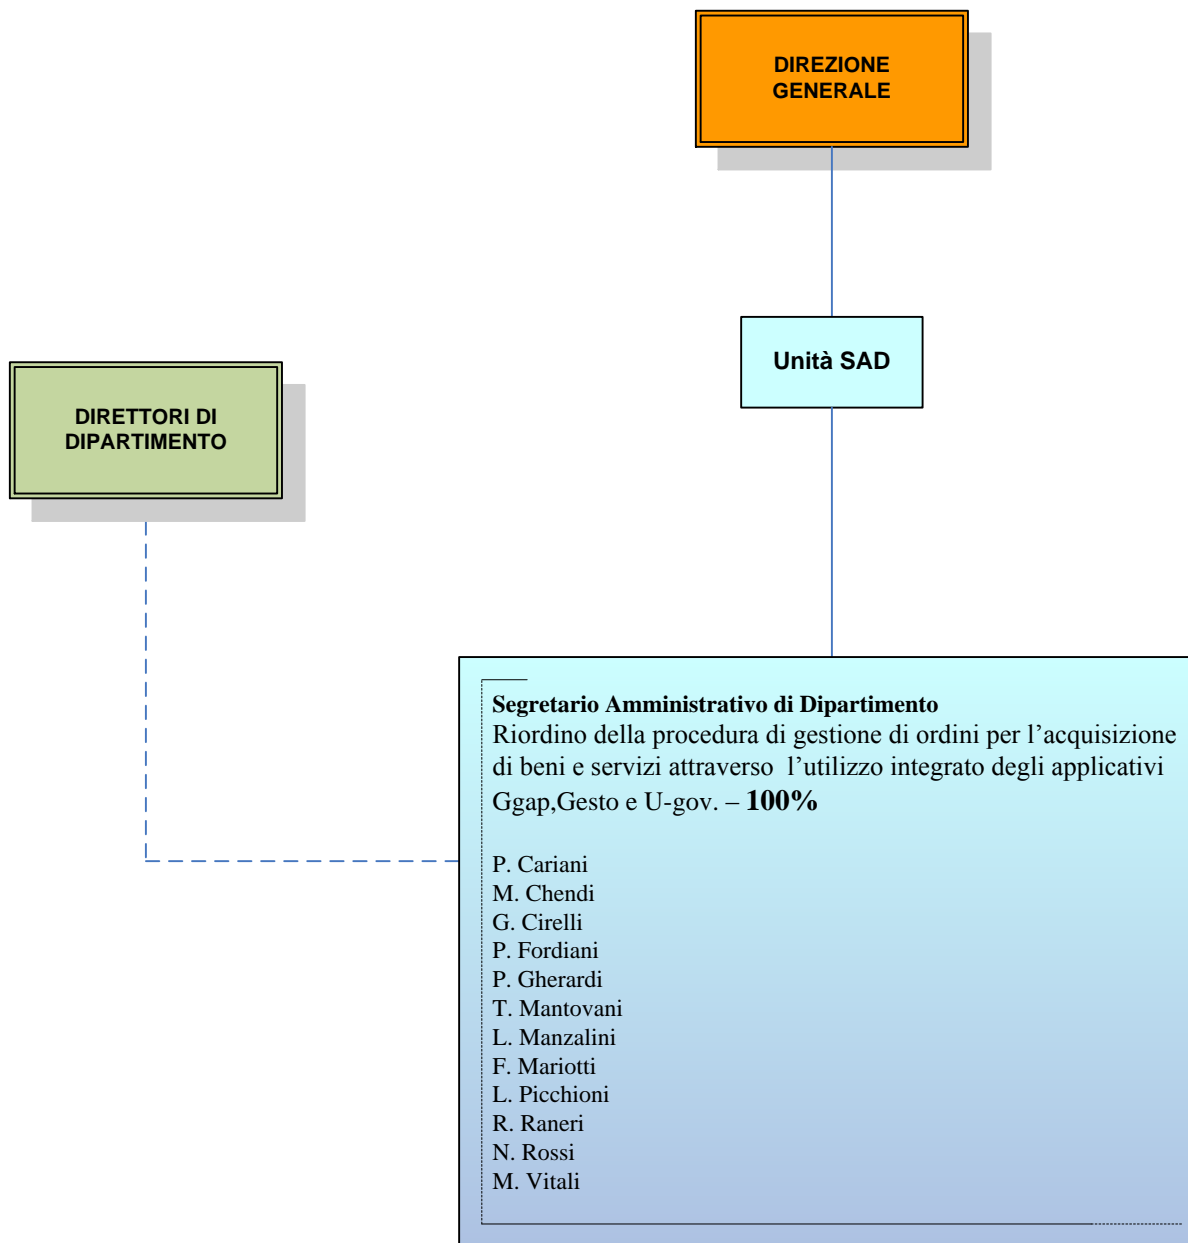 DIREZIONE
GENERALE
Unità SAD
DIRETTORI DI
DIPARTIMENTO
Segretario Amministrativo di Dipartimento
Riordino della procedura di gestione di ordini per l’acquisizione
di beni e servizi attraverso  l’utilizzo integrato degli applicativi
Ggap,Gesto e U-gov. – 100%
P. Cariani
M. Chendi
G. Cirelli
P. Fordiani
P. Gherardi
T. Mantovani
L. Manzalini
F. Mariotti
L. Picchioni
R. Raneri
N. Rossi
M. Vitali